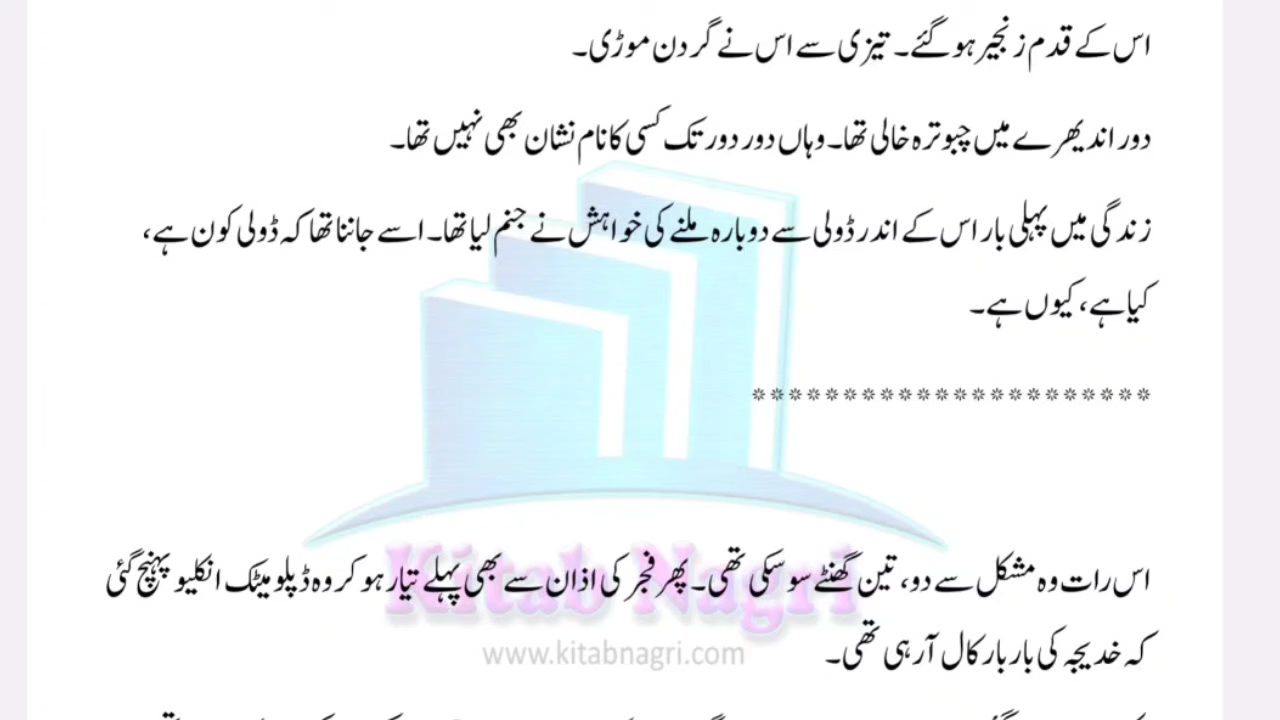 اس کے قدم زنجیر ہو گئے۔ تیزی سے اس نے گردن موڑی۔
دور اندھیرے میں چبوترہ خالی تھا۔ وہاں دور دور تک کسی کا نام نشان بھی نہیں تھا۔
زندگی میں پہلی بار اس کے اندر ڈولی سے دوبارہ ملنے کی خواہش نے جنم لیا تھا۔ اسے جاننا تھا کہ ڈولی کون ہے،
کیا ہے، کیوں ہے۔
**********************
اس رات وہ مشکل سے دو، تین گھنٹے سو سکی تھی۔ پھر فجر کی اذان سے بھی پہلے تیار ہو کر وہ ڈپلومیٹک انکلیو پہنچ گئی
Kitab Nagri
کہ خدیجہ کی بار بار کال آ رہی تھی۔
www.kitabnagri.com